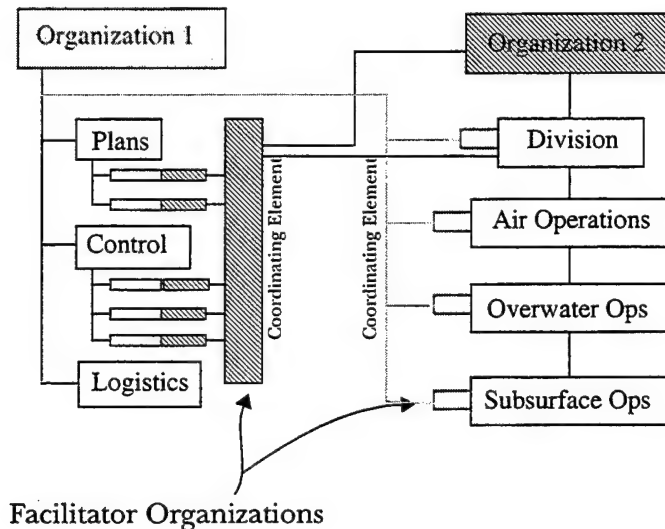 Organization 1
Organization 2
Plans
Control
Logistics
Coordinating Element
Coordinating Element
Division
Air Operations
Overwater Ops
Subsurface Ops
Facilitator Organizations